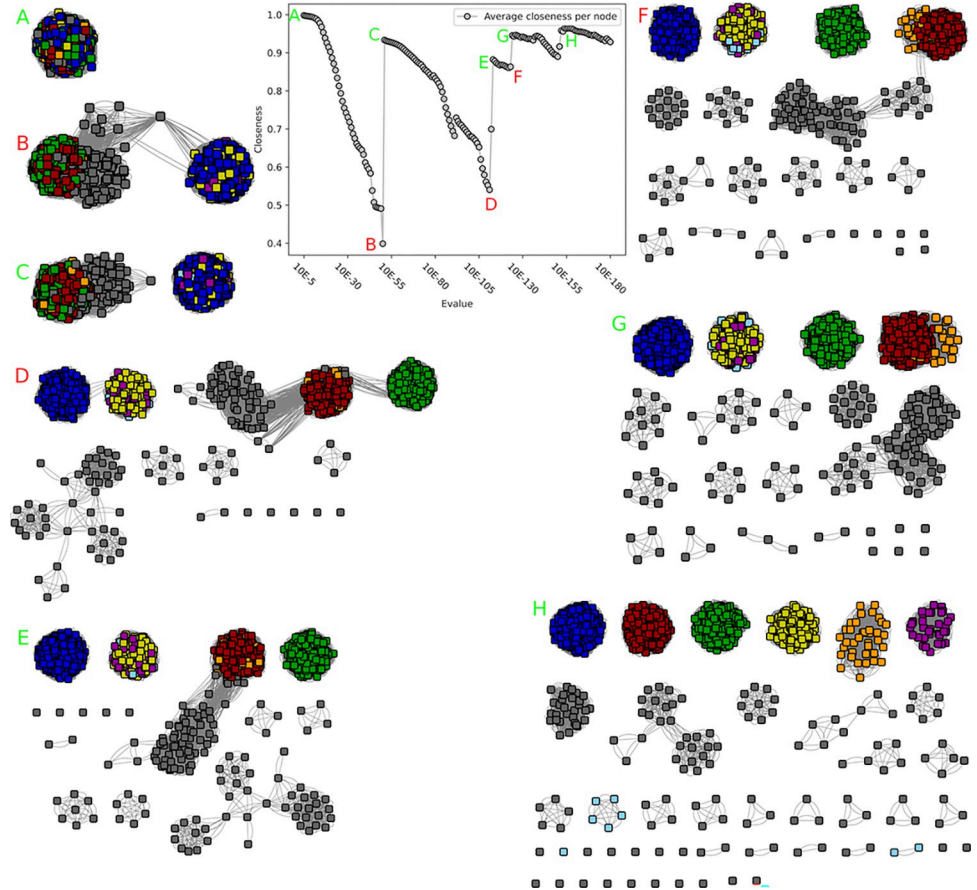 A
B
C
D
E
F
G
H
Average closeness per node
1.0
0.9
0.8
0.7
0.6
0.5
0.4
Closeness
A
B
C
D
E
F
G
H
10E-5
10E-30
10E-55
10E-80
10E-105
10E-130
10E-155
10E-180
Evalue